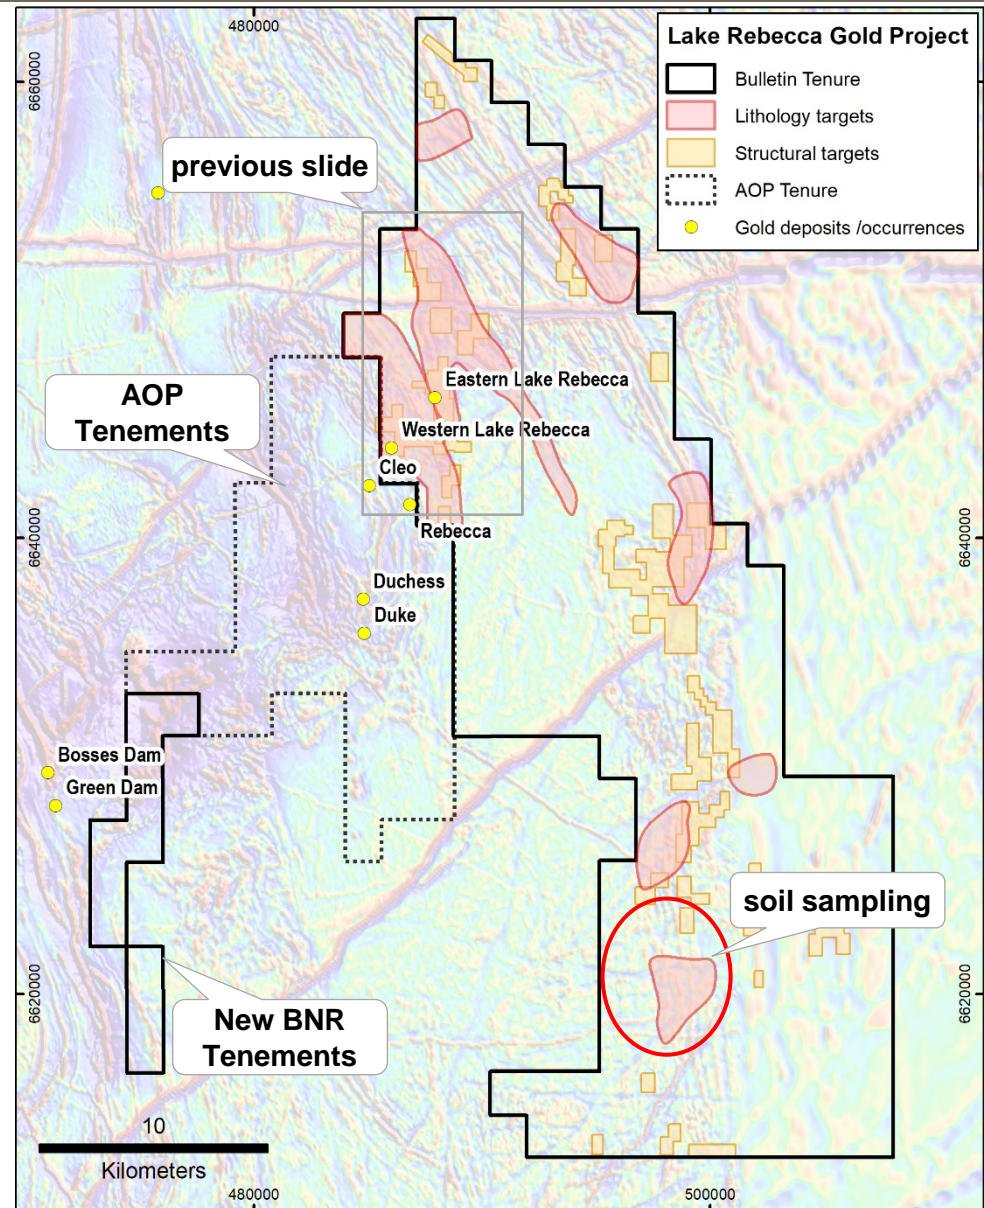 480000
Lake Rebecca Gold Project
Bulletin Tenure
Lithology targets
Structural targets
AOP Tenure
Gold deposits /occurrences
6660000
6660000
previous slide
AOP
Tenements
Eastern Lake Rebecca
Western Lake Rebecca
Cleo
Rebecca
6640000
6640000
Duchess
Duke
Bosses Dam
Green Dam
soil sampling
6620000
6620000
New BNR
Tenements
10
Kilometers
480000
500000